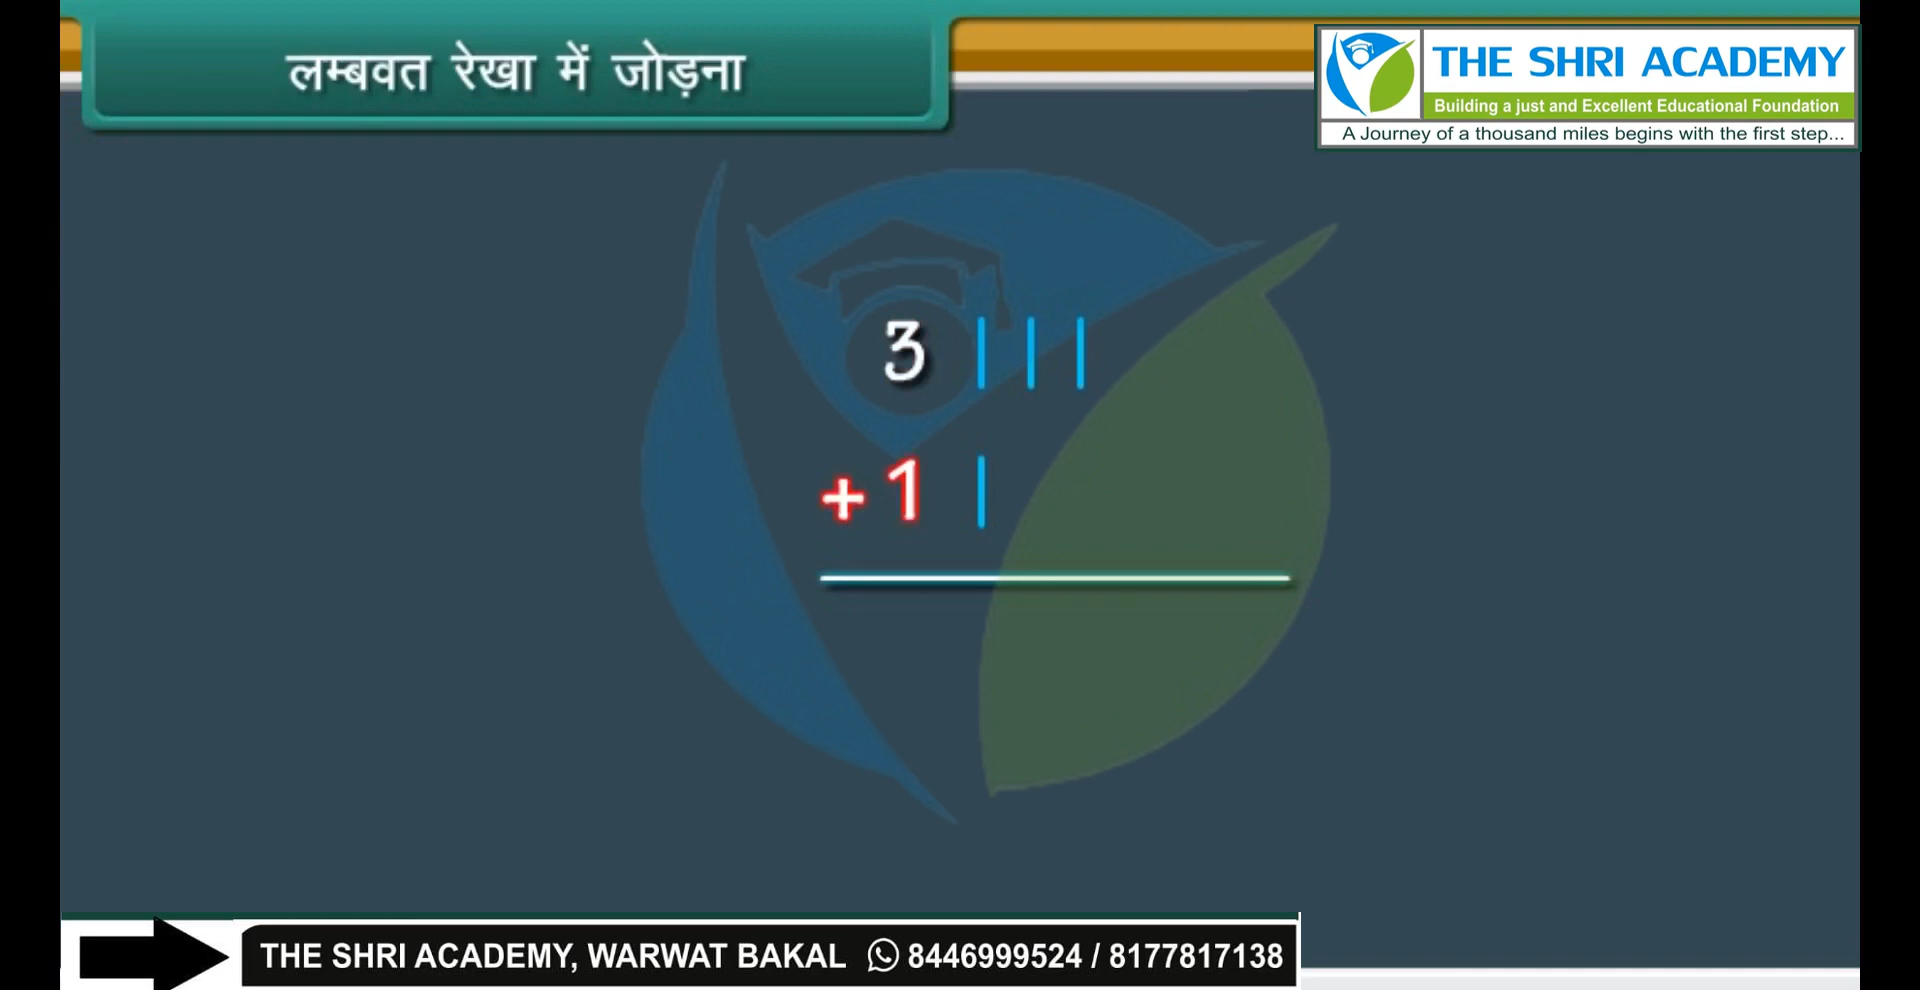 लम्बवत रेखा में जोड़ना
THE SHRI ACADEMY
Building a just and Excellent Educational Foundation
A Journey of a thousand miles begins with the first step...
3 | | |
+ 1 |
THE SHRI ACADEMY, WARWAT BAKAL 8446999524 / 8177817138